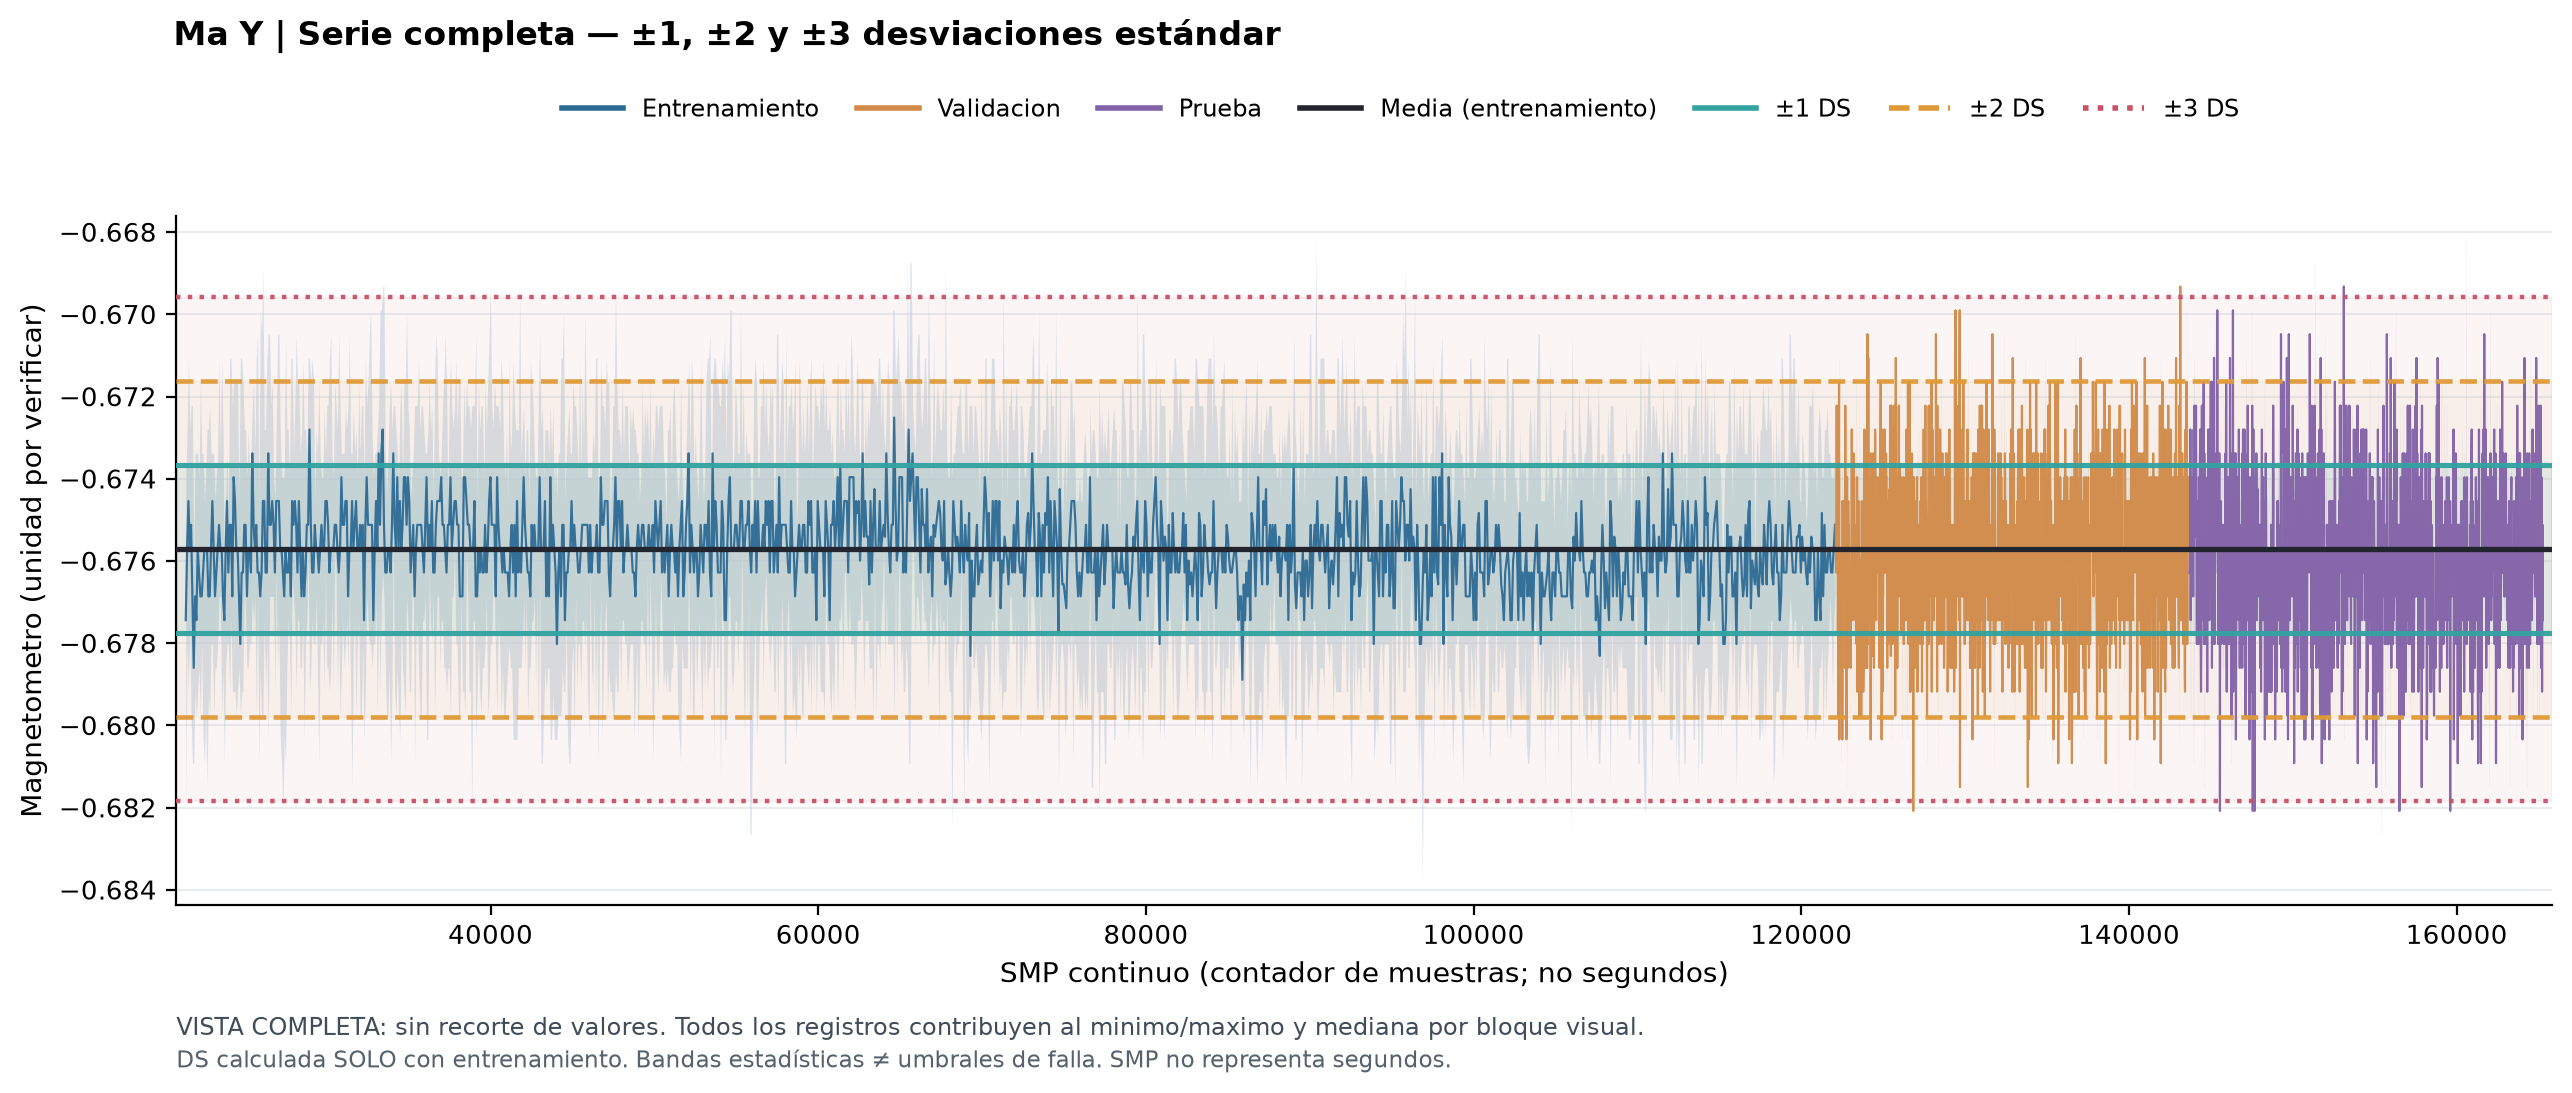 Ma Y | Serie completa — ±1, ±2 y ±3 desviaciones estándar
Entrenamiento Validacion Prueba Media (entrenamiento) ±1 DS ±2 DS ±3 DS
Magnetometro (unidad por verificar)
−0.668
−0.670
−0.672
−0.674
−0.676
−0.678
−0.680
−0.682
−0.684
40000 60000 80000 100000 120000 140000 160000
SMP continuo (contador de muestras; no segundos)
VISTA COMPLETA: sin recorte de valores. Todos los registros contribuyen al minimo/maximo y mediana por bloque visual.
DS calculada SOLO con entrenamiento. Bandas estadísticas ≠ umbrales de falla. SMP no representa segundos.